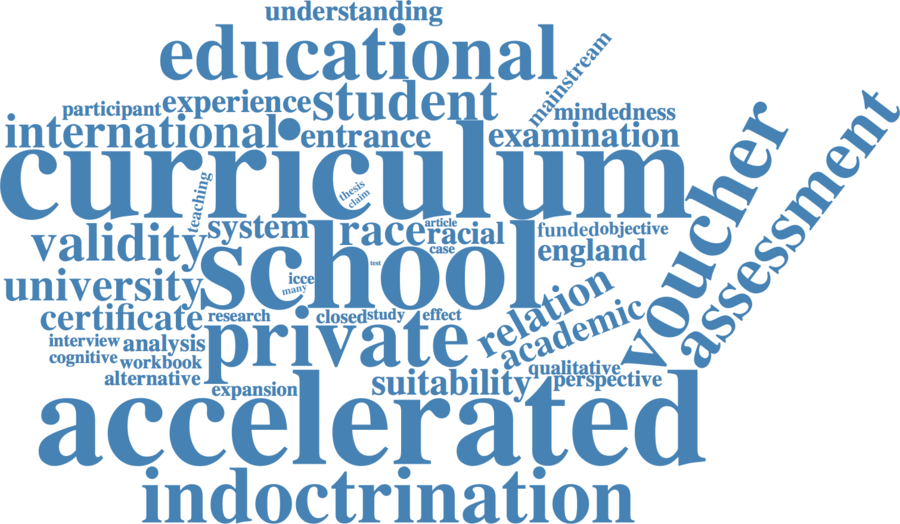 understanding
educational
mainstream
participant experience student mindedness
international entrance examination
curriculum
thesis
claim
teaching
voucher
assessment
system race article racial funded objective
validity case england
school
test
icce
many
university
certificate research closed study effect relation
private
academic
interview analysis
cognitive workbook
alternative
suitability qualitative perspective
expansion
accelerated
indoctrination